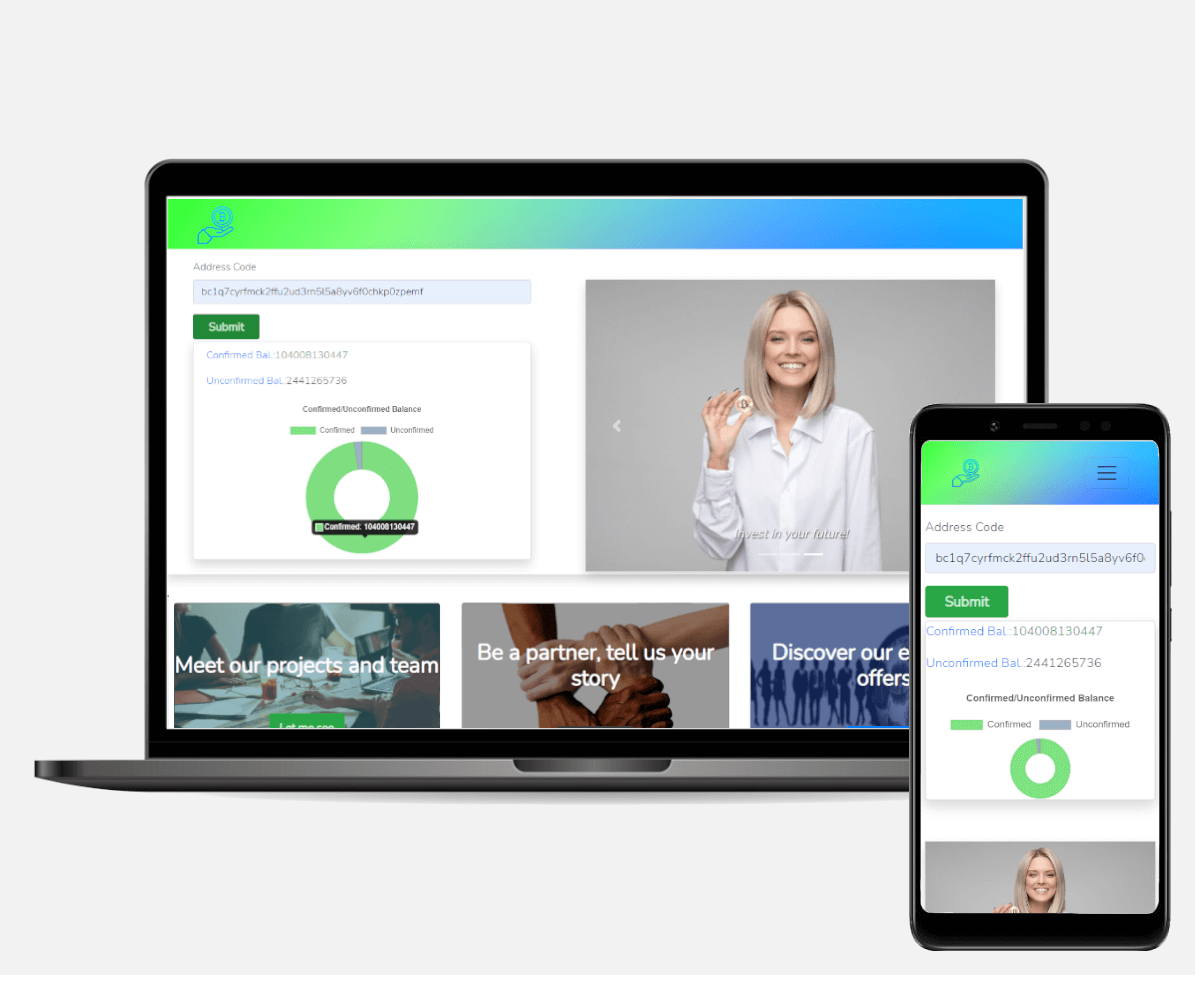 Address Code
bc1q7cyrfmck2ffu2ud3rn5l5a8yv6f0chkp0zpemf
Submit
Confirmed Bal.:104008130447
Unconfirmed Bal.:2441265736
Confirmed/Unconfirmed Balance
Confirmed Unconfirmed
Confirmed: 104008130447
Invest in your future!
Meet our projects and team
Let me see
Be a partner, tell us your
story
Discover our e
offers
Address Code
bc1q7cyrfmck2ffu2ud3rn5l5a8yv6f0
Submit
Confirmed Bal.:104008130447
Unconfirmed Bal.:2441265736
Confirmed/Unconfirmed Balance
Confirmed Unconfirmed